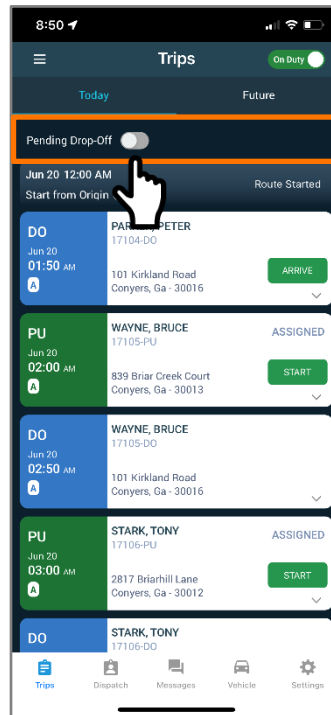 8:50
Trips
On Duty
Today
Future
Pending Drop-Off
Jun 20 12:00 AM
Start from Origin
Route Started
DO
Jun 20
01:50 AM
A
PETER
17104-DO
101 Kirkland Road
Conyers, Ga - 30016
ARRIVE
PU
Jun 20
02:00 AM
A
WAYNE, BRUCE
17105-PU
ASSIGNED
839 Briar Creek Court
Conyers, Ga - 30013
START
DO
Jun 20
02:50 AM
A
WAYNE, BRUCE
17105-DO
101 Kirkland Road
Conyers, Ga - 30016
PU
Jun 20
03:00 AM
A
STARK, TONY
17106-PU
ASSIGNED
2817 Briarhill Lane
Conyers, Ga - 30012
START
DO
STARK, TONY
17106-DO
Trips
Dispatch
Messages
Vehicle
Settings